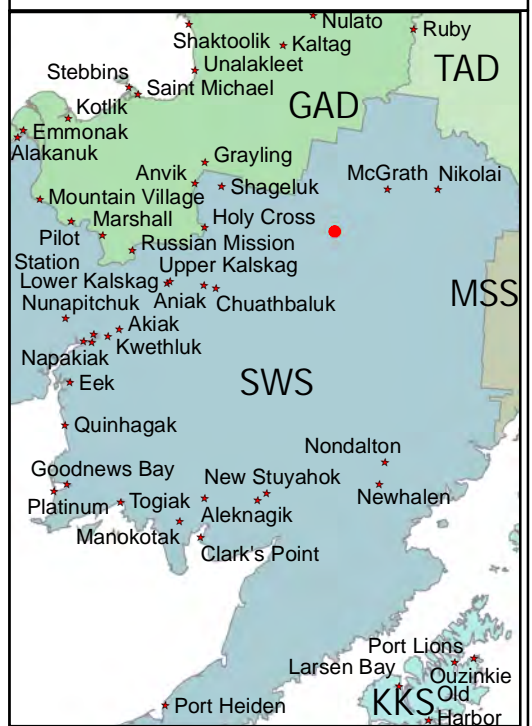 Nulato
Ruby
Shaktoolik
Kaltag
TAD
Unalakleet
Stebbins
Saint Michael
GAD
Kotlik
Emmonak
Alakanuk
Grayling
Anvik
Shageluk
McGrath
Nikolai
Mountain Village
Marshall
Holy Cross
Pilot
Station
Russian Mission
Upper Kalskag
Lower Kalskag
Aniak
Chuathbaluk
MSS
Nunapitchuk
Akiak
Kwethluk
Napakiak
Eek
SWS
Quinhagak
Nondalton
Goodnews Bay
New Stuyahok
Newhalen
Platinum
Togiak
Aleknagik
Manokotak
Clark's Point
Port Lions
Larsen Bay
Ouzinkie
KKS
Old
Harbor
Port Heiden